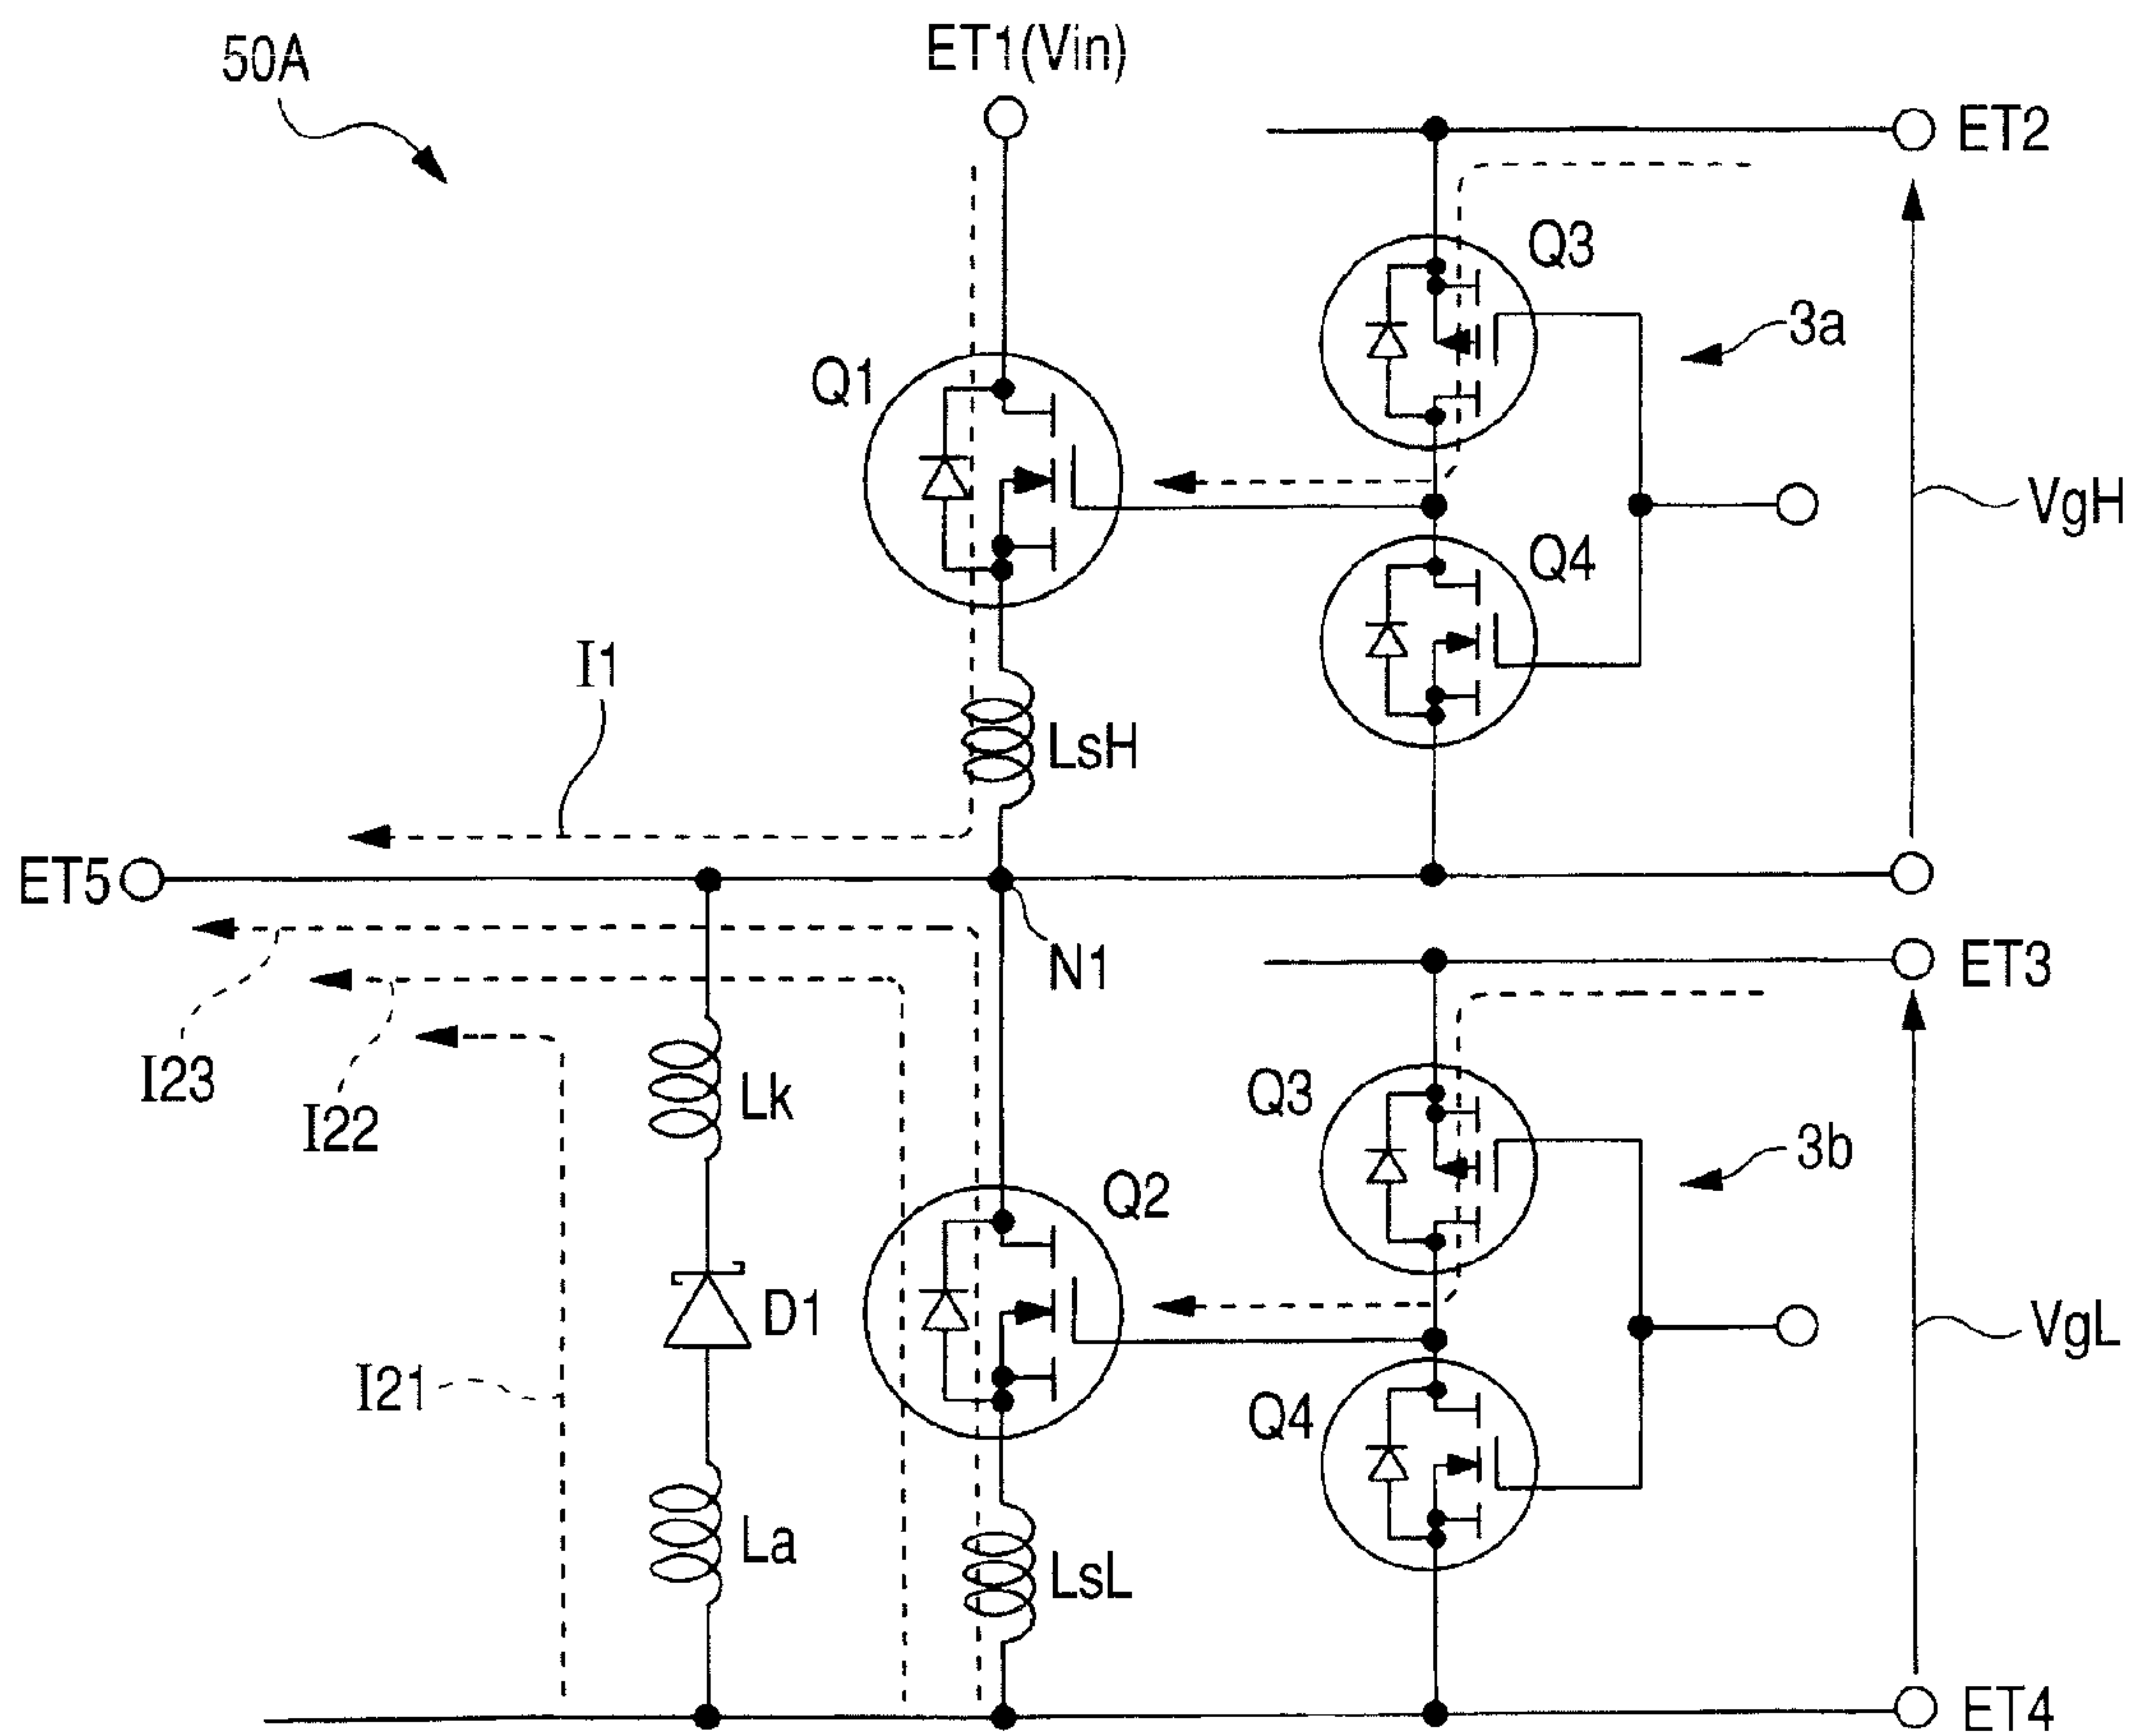 50A
ET1(Vin)
ET2
Q3
3a
Q1
VgH
Q4
I1
LsH
ET5
N1
ET3
I23
I22
Lk
Q3
3b
Q2
D1
VgL
I21
Q4
La
LsL
ET4